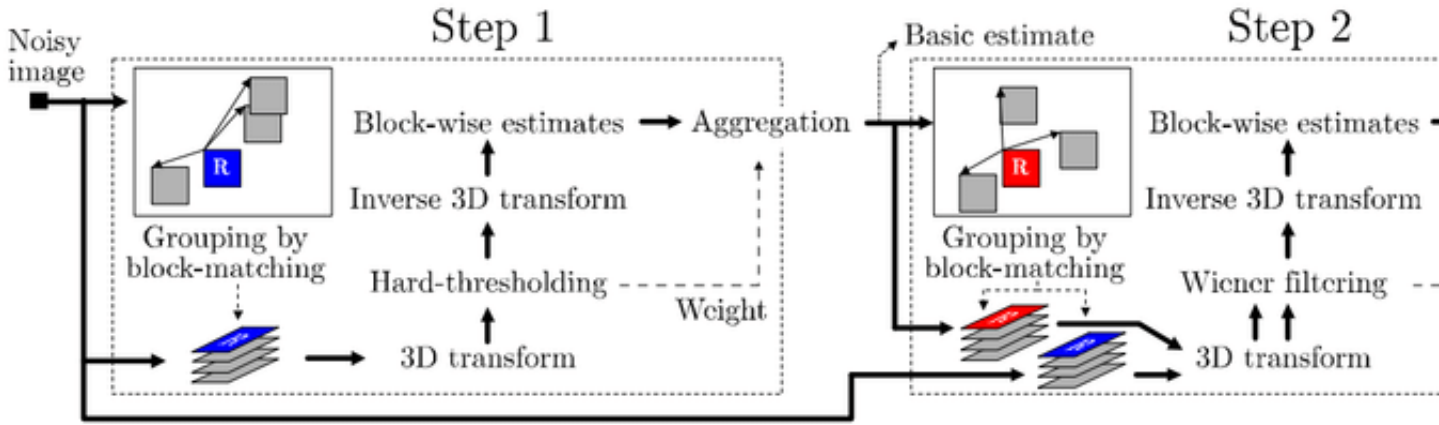 Step 1
Step 2
Noisy
image
Basic estimate
R
Block-wise estimates
Aggregation
Inverse 3D transform
Grouping by
block-matching
Hard-thresholding
Weight
3D transform
R
Block-wise estimates
Inverse 3D transform
Grouping by
block-matching
Wiener filtering
3D transform